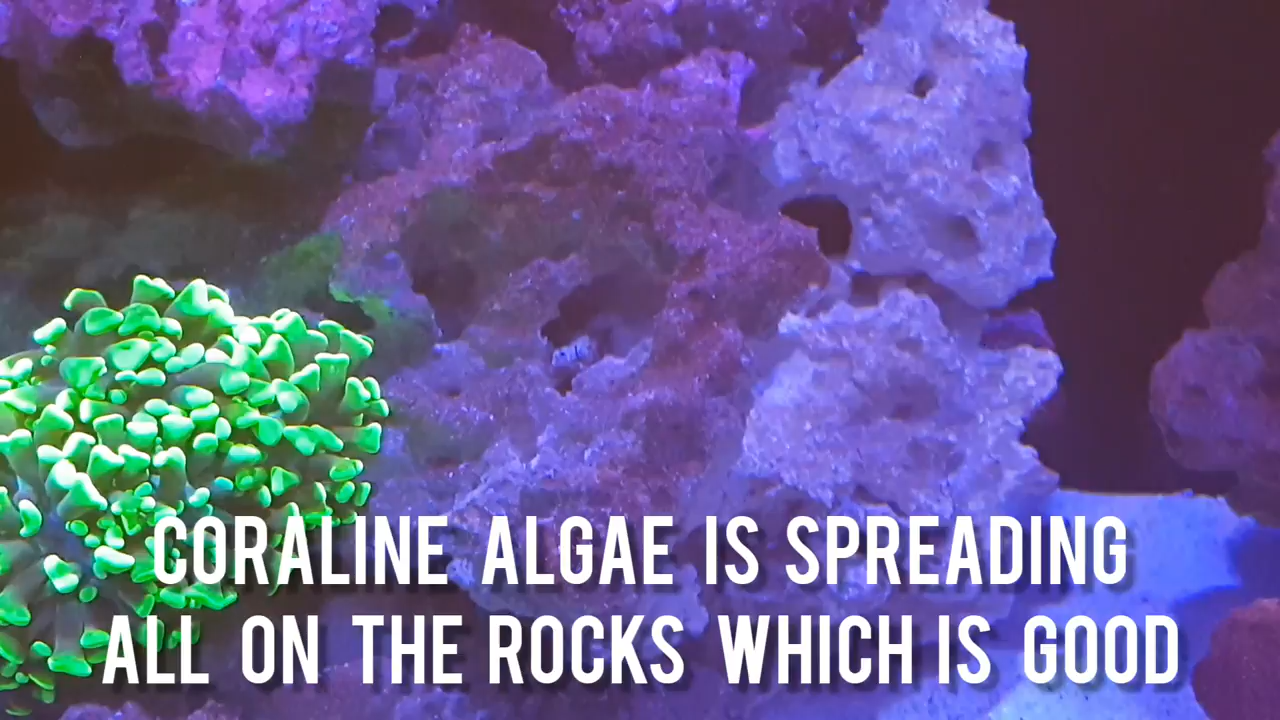 CORALINE ALGAE IS SPREADING
ALL ON THE ROCKS WHICH IS GOOD